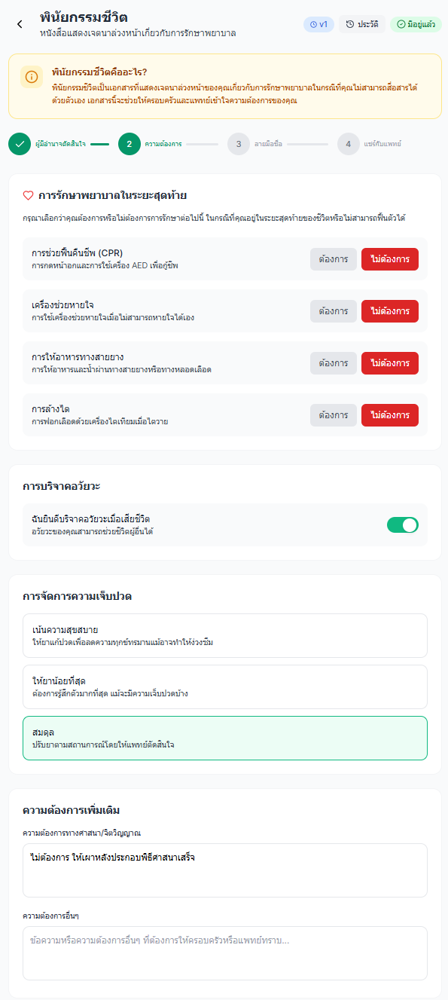 พินัยกรรมชีวิต
หนังสือแสดงเจตนาล่วงหน้าเกี่ยวกับการรักษาพยาบาล
v1
ประวัติ
มีอยู่แล้ว
พินัยกรรมชีวิตคืออะไร?
พินัยกรรมชีวิตเป็นเอกสารที่แสดงเจตนาล่วงหน้าของคุณเกี่ยวกับการรักษาพยาบาลในกรณีที่คุณไม่สามารถสื่อสารได้
ด้วยตัวเอง เอกสารนี้จะช่วยให้ครอบครัวและแพทย์เข้าใจความต้องการของคุณ
ผู้มีอำนาจตัดสินใจ
2 ความต้องการ
3 ลายมือชื่อ
4 แชร์กับแพทย์
การรักษาพยาบาลในระยะสุดท้าย
กรุณาเลือกว่าคุณต้องการหรือไม่ต้องการการรักษาต่อไปนี้ ในกรณีที่คุณอยู่ในระยะสุดท้ายของชีวิตหรือไม่สามารถฟื้นตัวได้
การช่วยฟื้นคืนชีพ (CPR)
การกดหน้าอกและการใช้เครื่อง AED เพื่อกู้ชีพ
ต้องการ
ไม่ต้องการ
เครื่องช่วยหายใจ
การใช้เครื่องช่วยหายใจเมื่อไม่สามารถหายใจได้เอง
ต้องการ
ไม่ต้องการ
การให้อาหารทางสายยาง
การให้อาหารและน้ำผ่านทางสายยางหรือทางหลอดเลือด
ต้องการ
ไม่ต้องการ
การล้างไต
การฟอกเลือดด้วยเครื่องไตเทียมเมื่อไตวาย
ต้องการ
ไม่ต้องการ
การบริจาคอวัยวะ
ฉันยินดีบริจาคอวัยวะเมื่อเสียชีวิต
อวัยวะของคุณสามารถช่วยชีวิตผู้อื่นได้
การจัดการความเจ็บปวด
เน้นความสุขสบาย
ให้ยาแก้ปวดเพื่อลดความทุกข์ทรมานแม้อาจทำให้ง่วงซึม
ให้ยาน้อยที่สุด
ต้องการรู้สึกตัวมากที่สุด แม้จะมีความเจ็บปวดบ้าง
สมดุล
ปรับยาตามสถานการณ์โดยให้แพทย์ตัดสินใจ
ความต้องการเพิ่มเติม
ความต้องการทางศาสนา/จิตวิญญาณ
ไม่ต้องการ ให้เผาหลังประกอบพิธีศาสนาเสร็จ
ความต้องการอื่นๆ
ข้อความหรือความต้องการอื่นๆ ที่ต้องการให้ครอบครัวหรือแพทย์ทราบ...